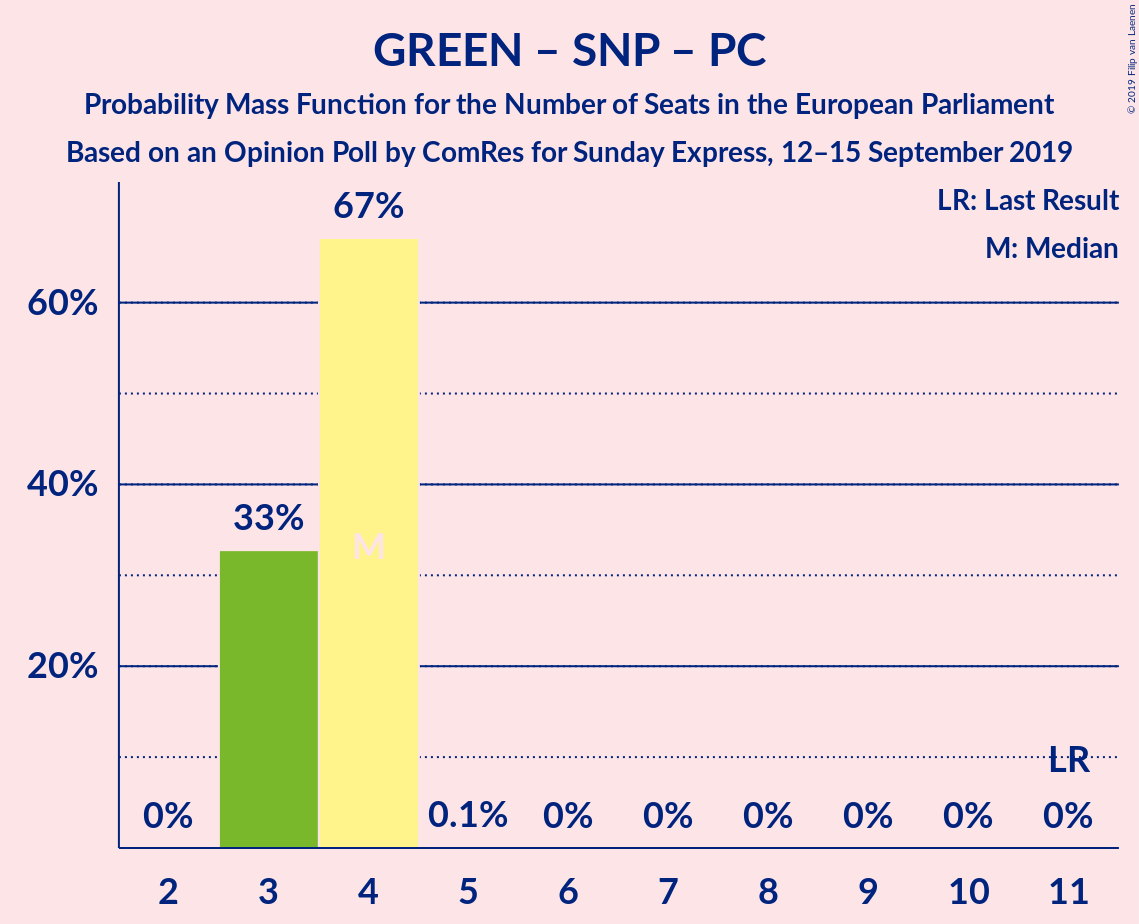 GREEN – SNP – PC
Probability Mass Function for the Number of Seats in the European Parliament
Based on an Opinion Poll by ComRes for Sunday Express, 12–15 September 2019
© 2019 Filip van Laenen
LR: Last Result
M: Median
67%
60%
40%
33%
M
20%
LR
0%
0.1%
0%
0%
0%
0%
0%
0%
2
3
4
5
6
7
8
9
10
11